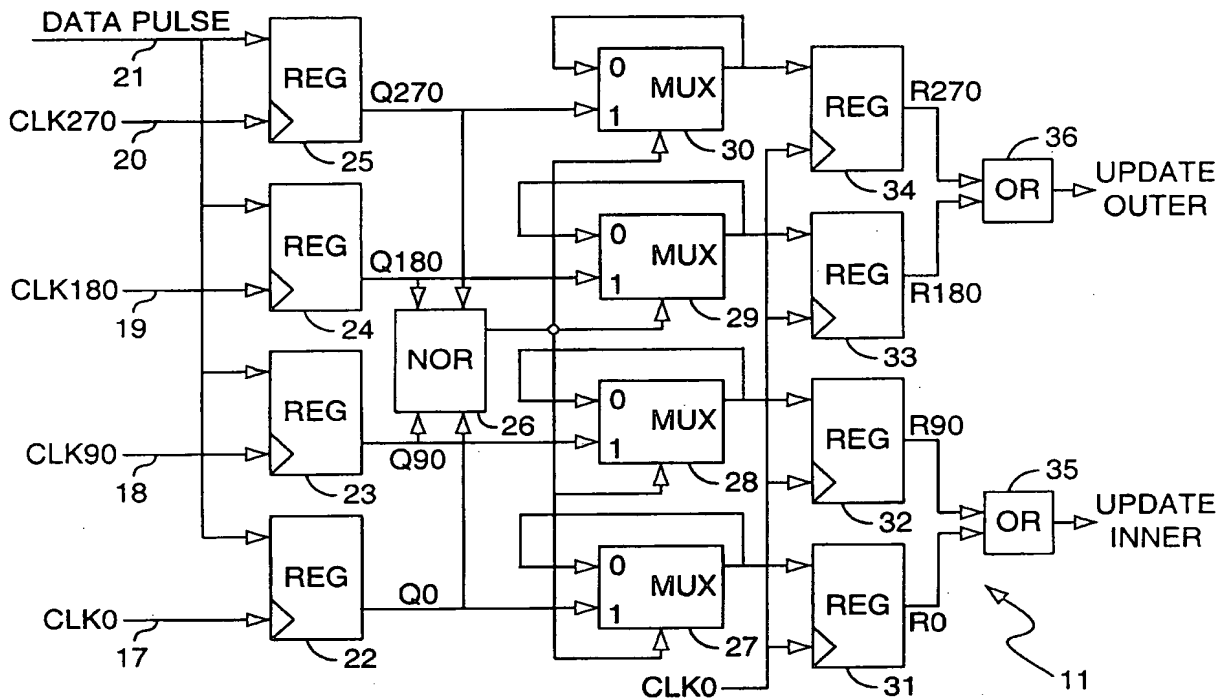 DATA PULSE
21
REG
CLK270
20
25
Q270
0
1
MUX
30
REG
34
R270
36
OR
UPDATE
OUTER
REG
CLK180
19
24
Q180
0
1
MUX
29
REG
33
R180
NOR
26
REG
CLK90
18
23
Q90
0
1
MUX
28
REG
32
R90
35
OR
UPDATE
INNER
REG
CLK0
17
22
Q0
0
1
MUX
27
REG
31
R0
CLK0
11